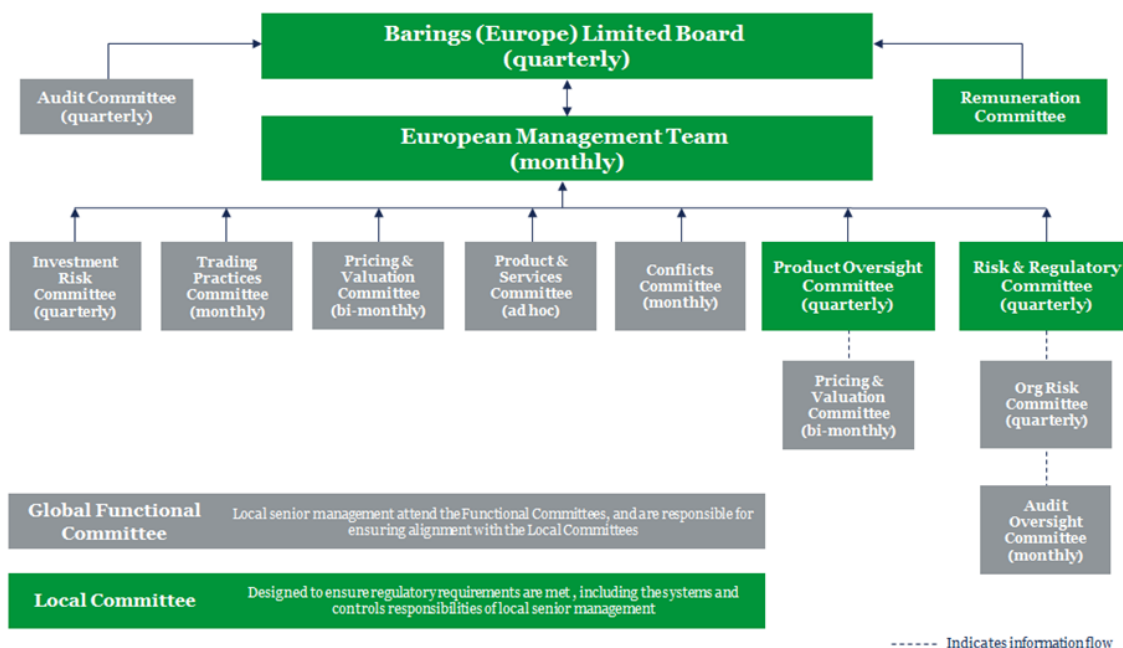 Barings (Europe) Limited Board
(quarterly)
Audit Committee
(quarterly)
Remuneration
Committee
European Management Team
(monthly)
Investment
Risk
Committee
(quarterly)
Trading
Practices
Committee
(monthly)
Pricing &
Valuation
Committee
(bi-monthly)
Product &
Services
Committee
(ad hoc)
Conflicts
Committee
(monthly)
Product Oversight
Committee
(quarterly)
Risk & Regulatory
Committee
(quarterly)
Pricing &
Valuation
Committee
(bi-monthly)
Org Risk
Committee
(quarterly)
Audit
Oversight
Committee
(monthly)
Global Functional
Committee
Local senior management attend the Functional Committees, and are responsible for
ensuring alignment with the Local Committees
Local Committee
Designed to ensure regulatory requirements are met , including the systems and
controls responsibilities of local senior management
Indicates information flow